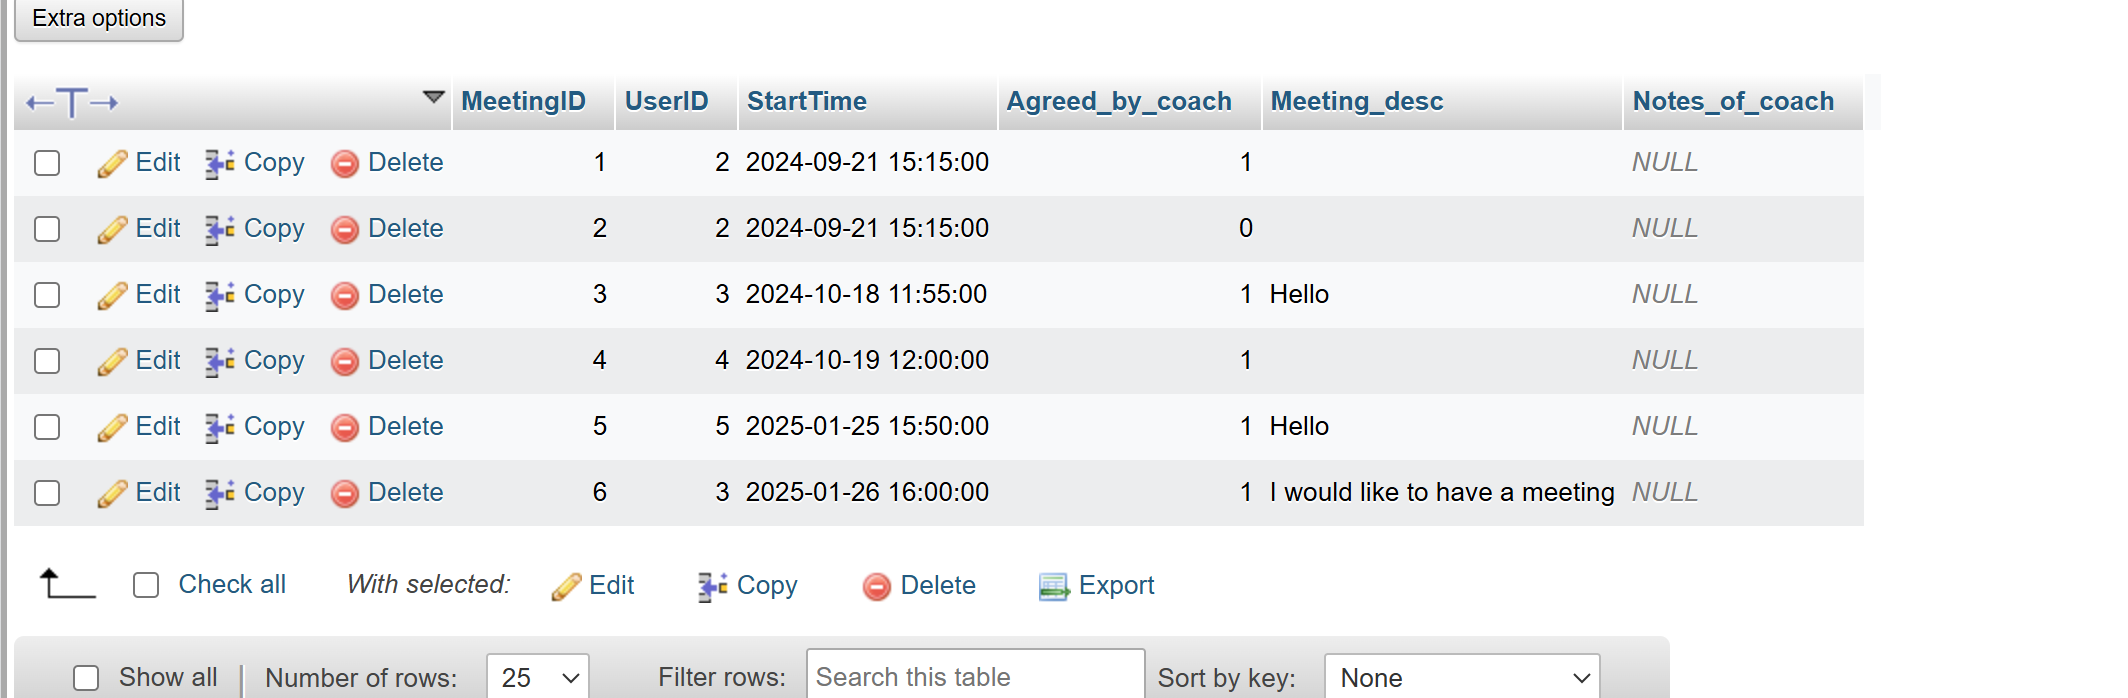 Extra options
←T→ MeetingID UserID StartTime Agreed_by_coach Meeting_desc Notes_of_coach
Edit Copy Delete 1 2 2024-09-21 15:15:00 1 NULL
Edit Copy Delete 2 2 2024-09-21 15:15:00 0 NULL
Edit Copy Delete 3 3 2024-10-18 11:55:00 1 Hello NULL
Edit Copy Delete 4 4 2024-10-19 12:00:00 1 NULL
Edit Copy Delete 5 5 2025-01-25 15:50:00 1 Hello NULL
Edit Copy Delete 6 3 2025-01-26 16:00:00 1 I would like to have a meeting NULL
Check all With selected: Edit Copy Delete Export
Show all Number of rows: 25 Filter rows: Search this table Sort by key: None